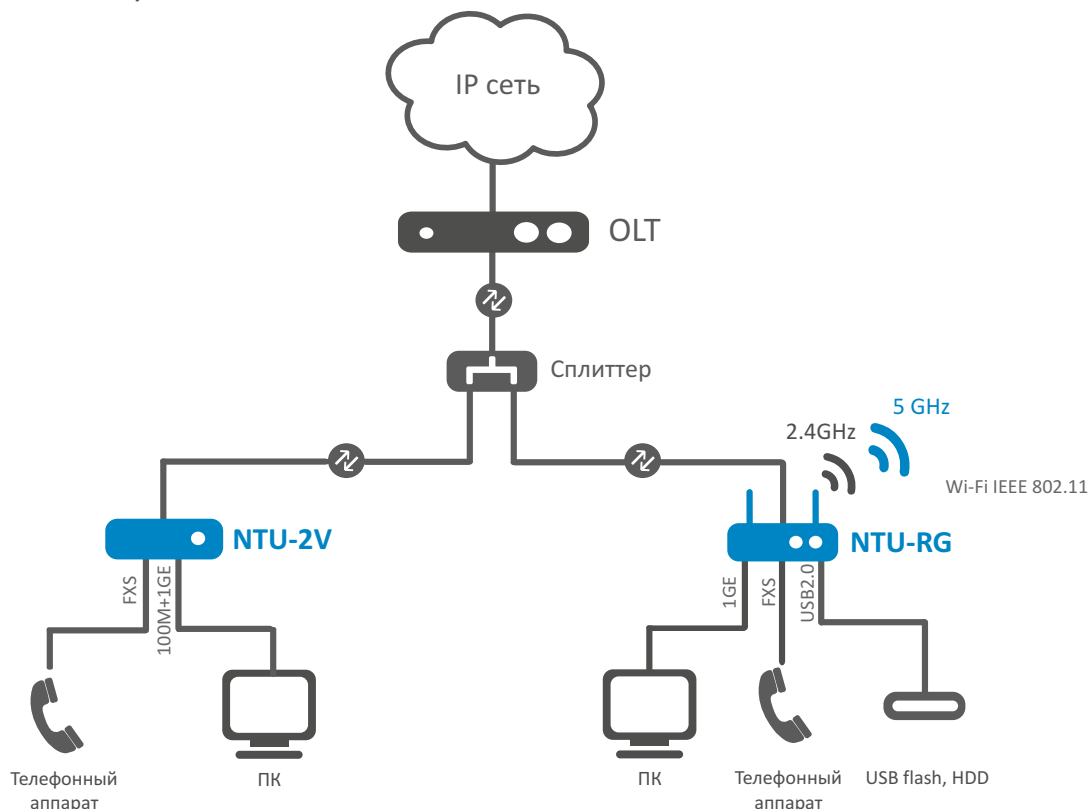 IP сеть
OLT
Сплиттер
5 GHz
2.4GHz
Wi-Fi IEEE 802.11
NTU-2V
NTU-RG
FXS
100M+1GE
1GE
FXS
USB2.0
Телефонный
аппарат
ПК
ПК
Телефонный
аппарат
USB flash, HDD